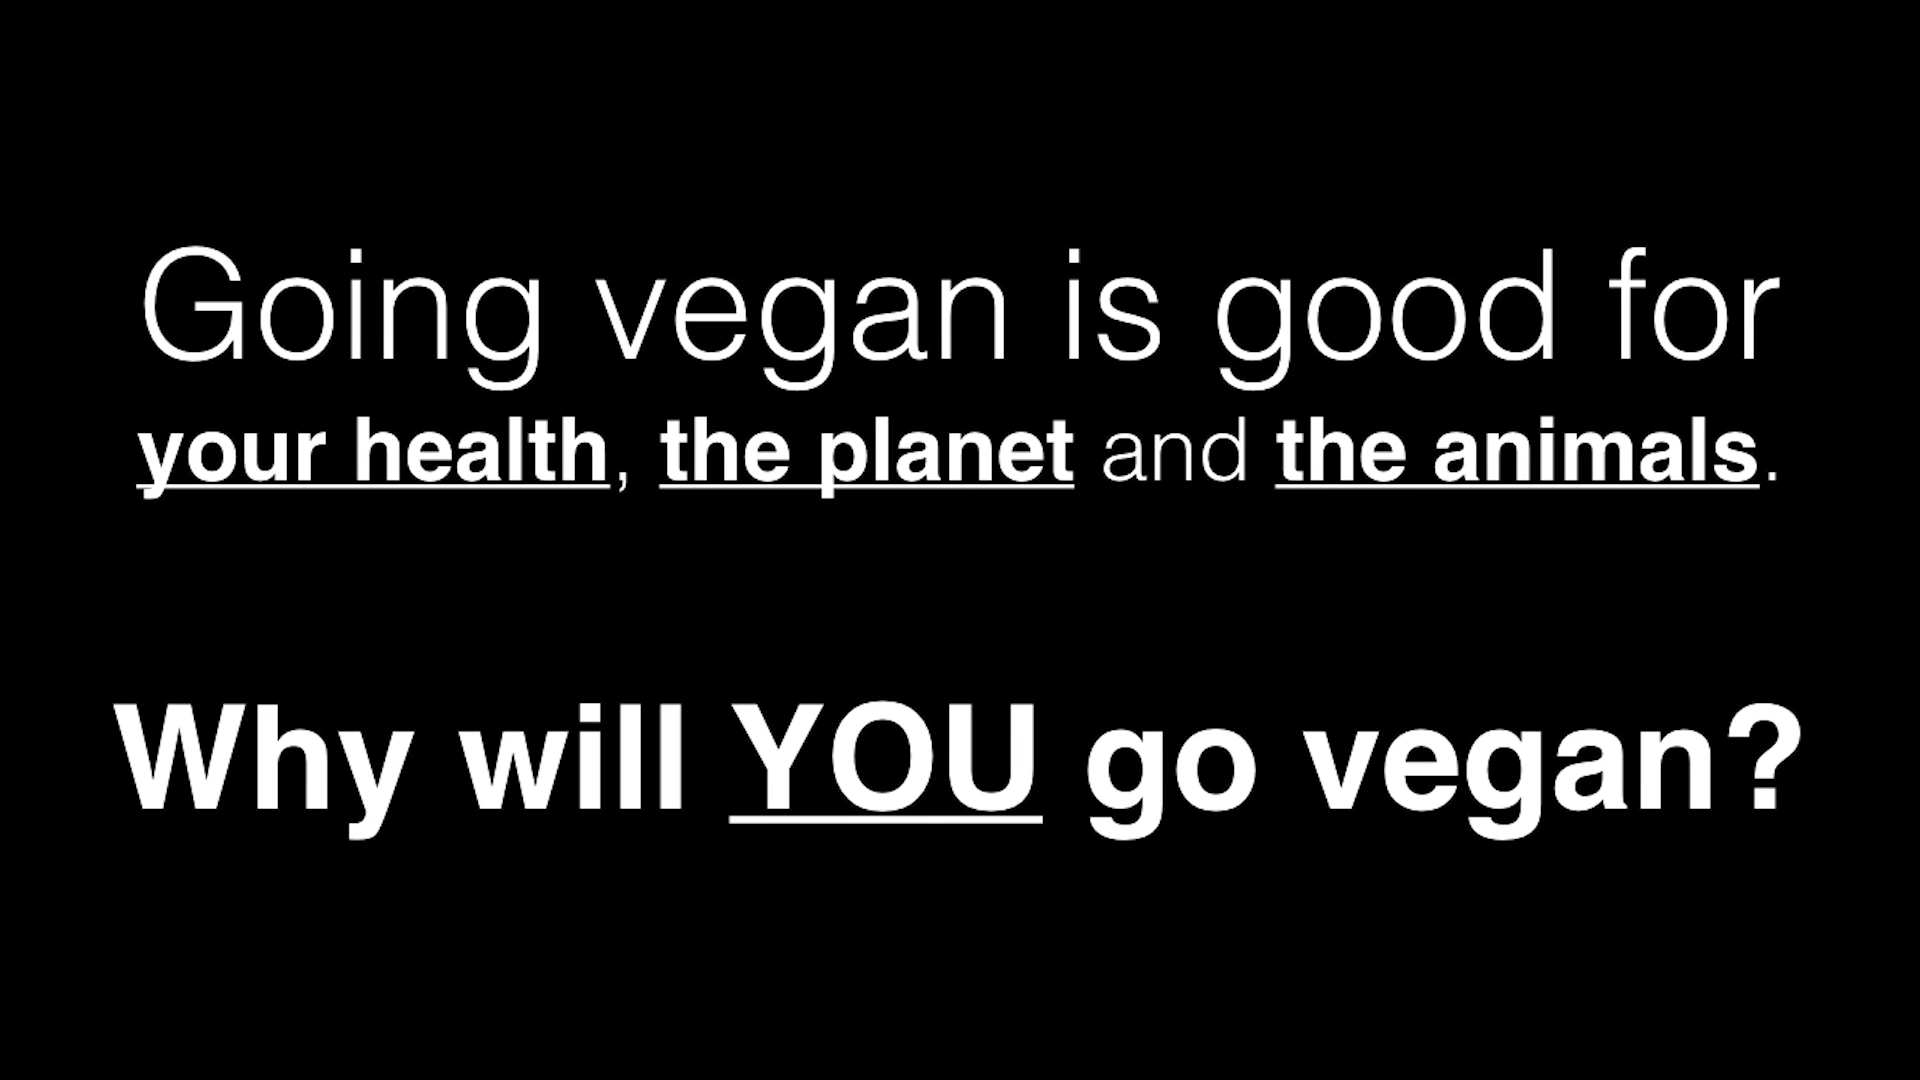 Going vegan is good for
your health, the planet and the animals.
Why will YOU go vegan?